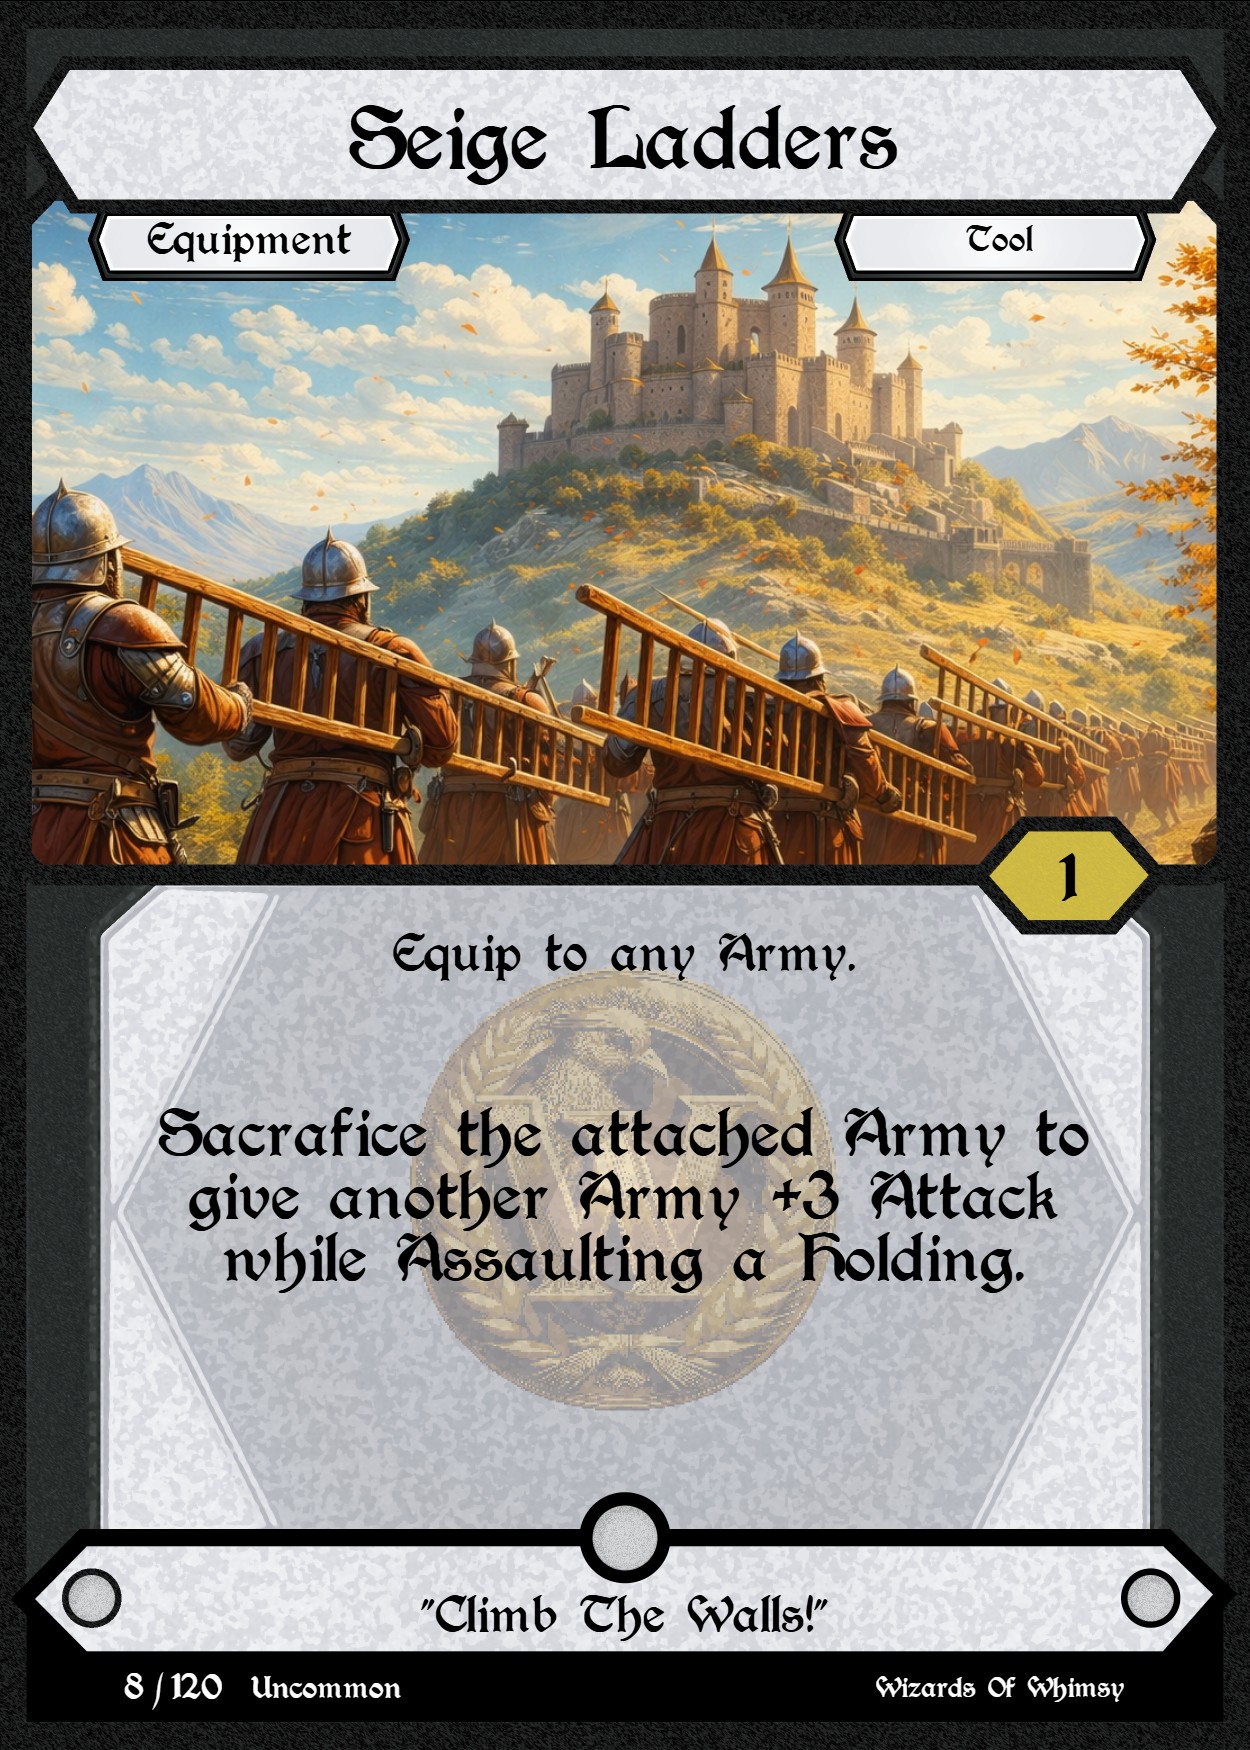 Seige Ladders
Equipment
Tool
1
Equip to any Army.
Sacrafice the attached Army to
give another Army +3 Attack
while Assaulting a Holding.
W
"Climb The Walls!"
8 / 120 Uncommon
Wizards Of Whimsy